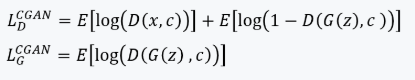 L_D^{CGAN} = E[log(D(x,c))] + E[log(1 − D(G(z),c))]
L_G^{CGAN} = E[log(D(G(z),c))]